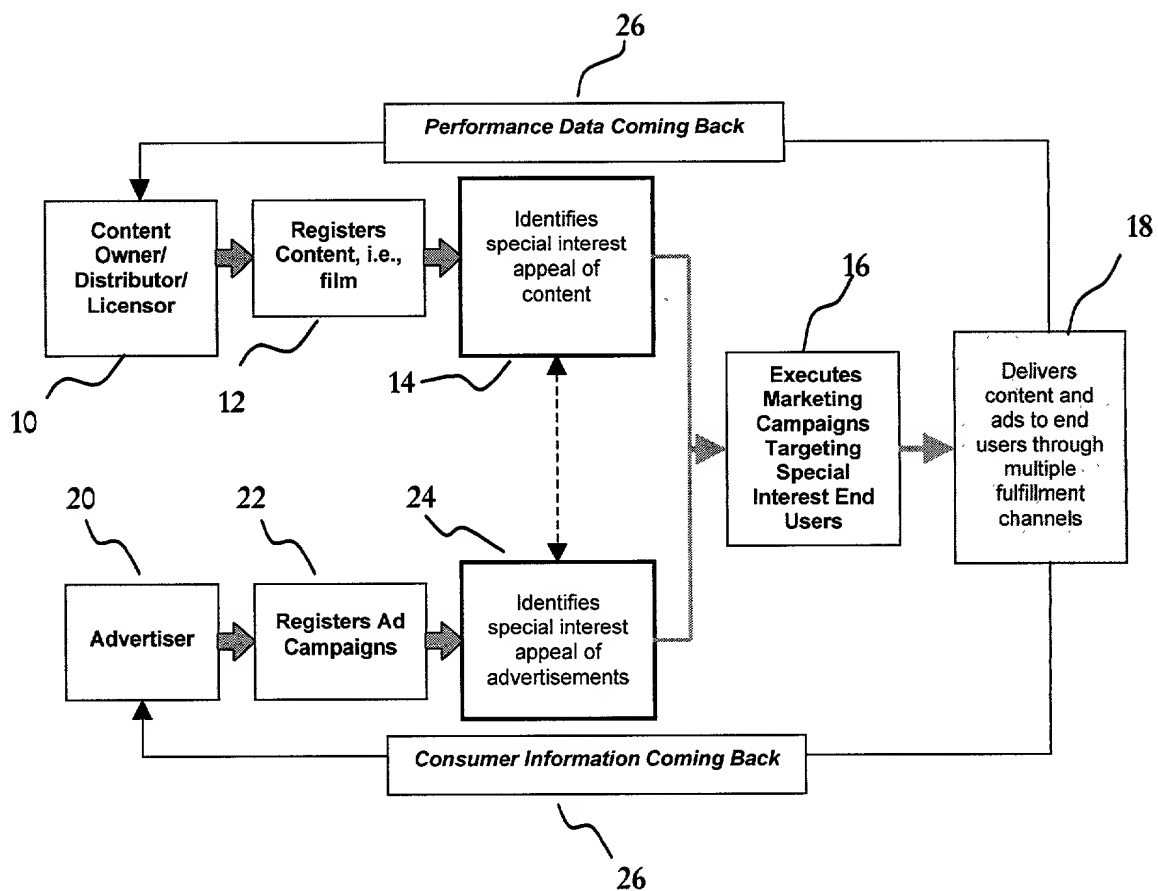 26
Performance Data Coming Back
Content
Owner/
Distributor/
Licensor
Registers
Content, i.e.,
film
Identifies
special interest
appeal of
content
18
16
10
12
14
Executes
Marketing
Campaigns
Targeting
Special
Interest End
Users
Delivers
content and
ads to end
users through
multiple
fulfillment
channels
20
22
24
Advertiser
Registers Ad
Campaigns
Identifies
special interest
appeal of
advertisements
Consumer Information Coming Back
26